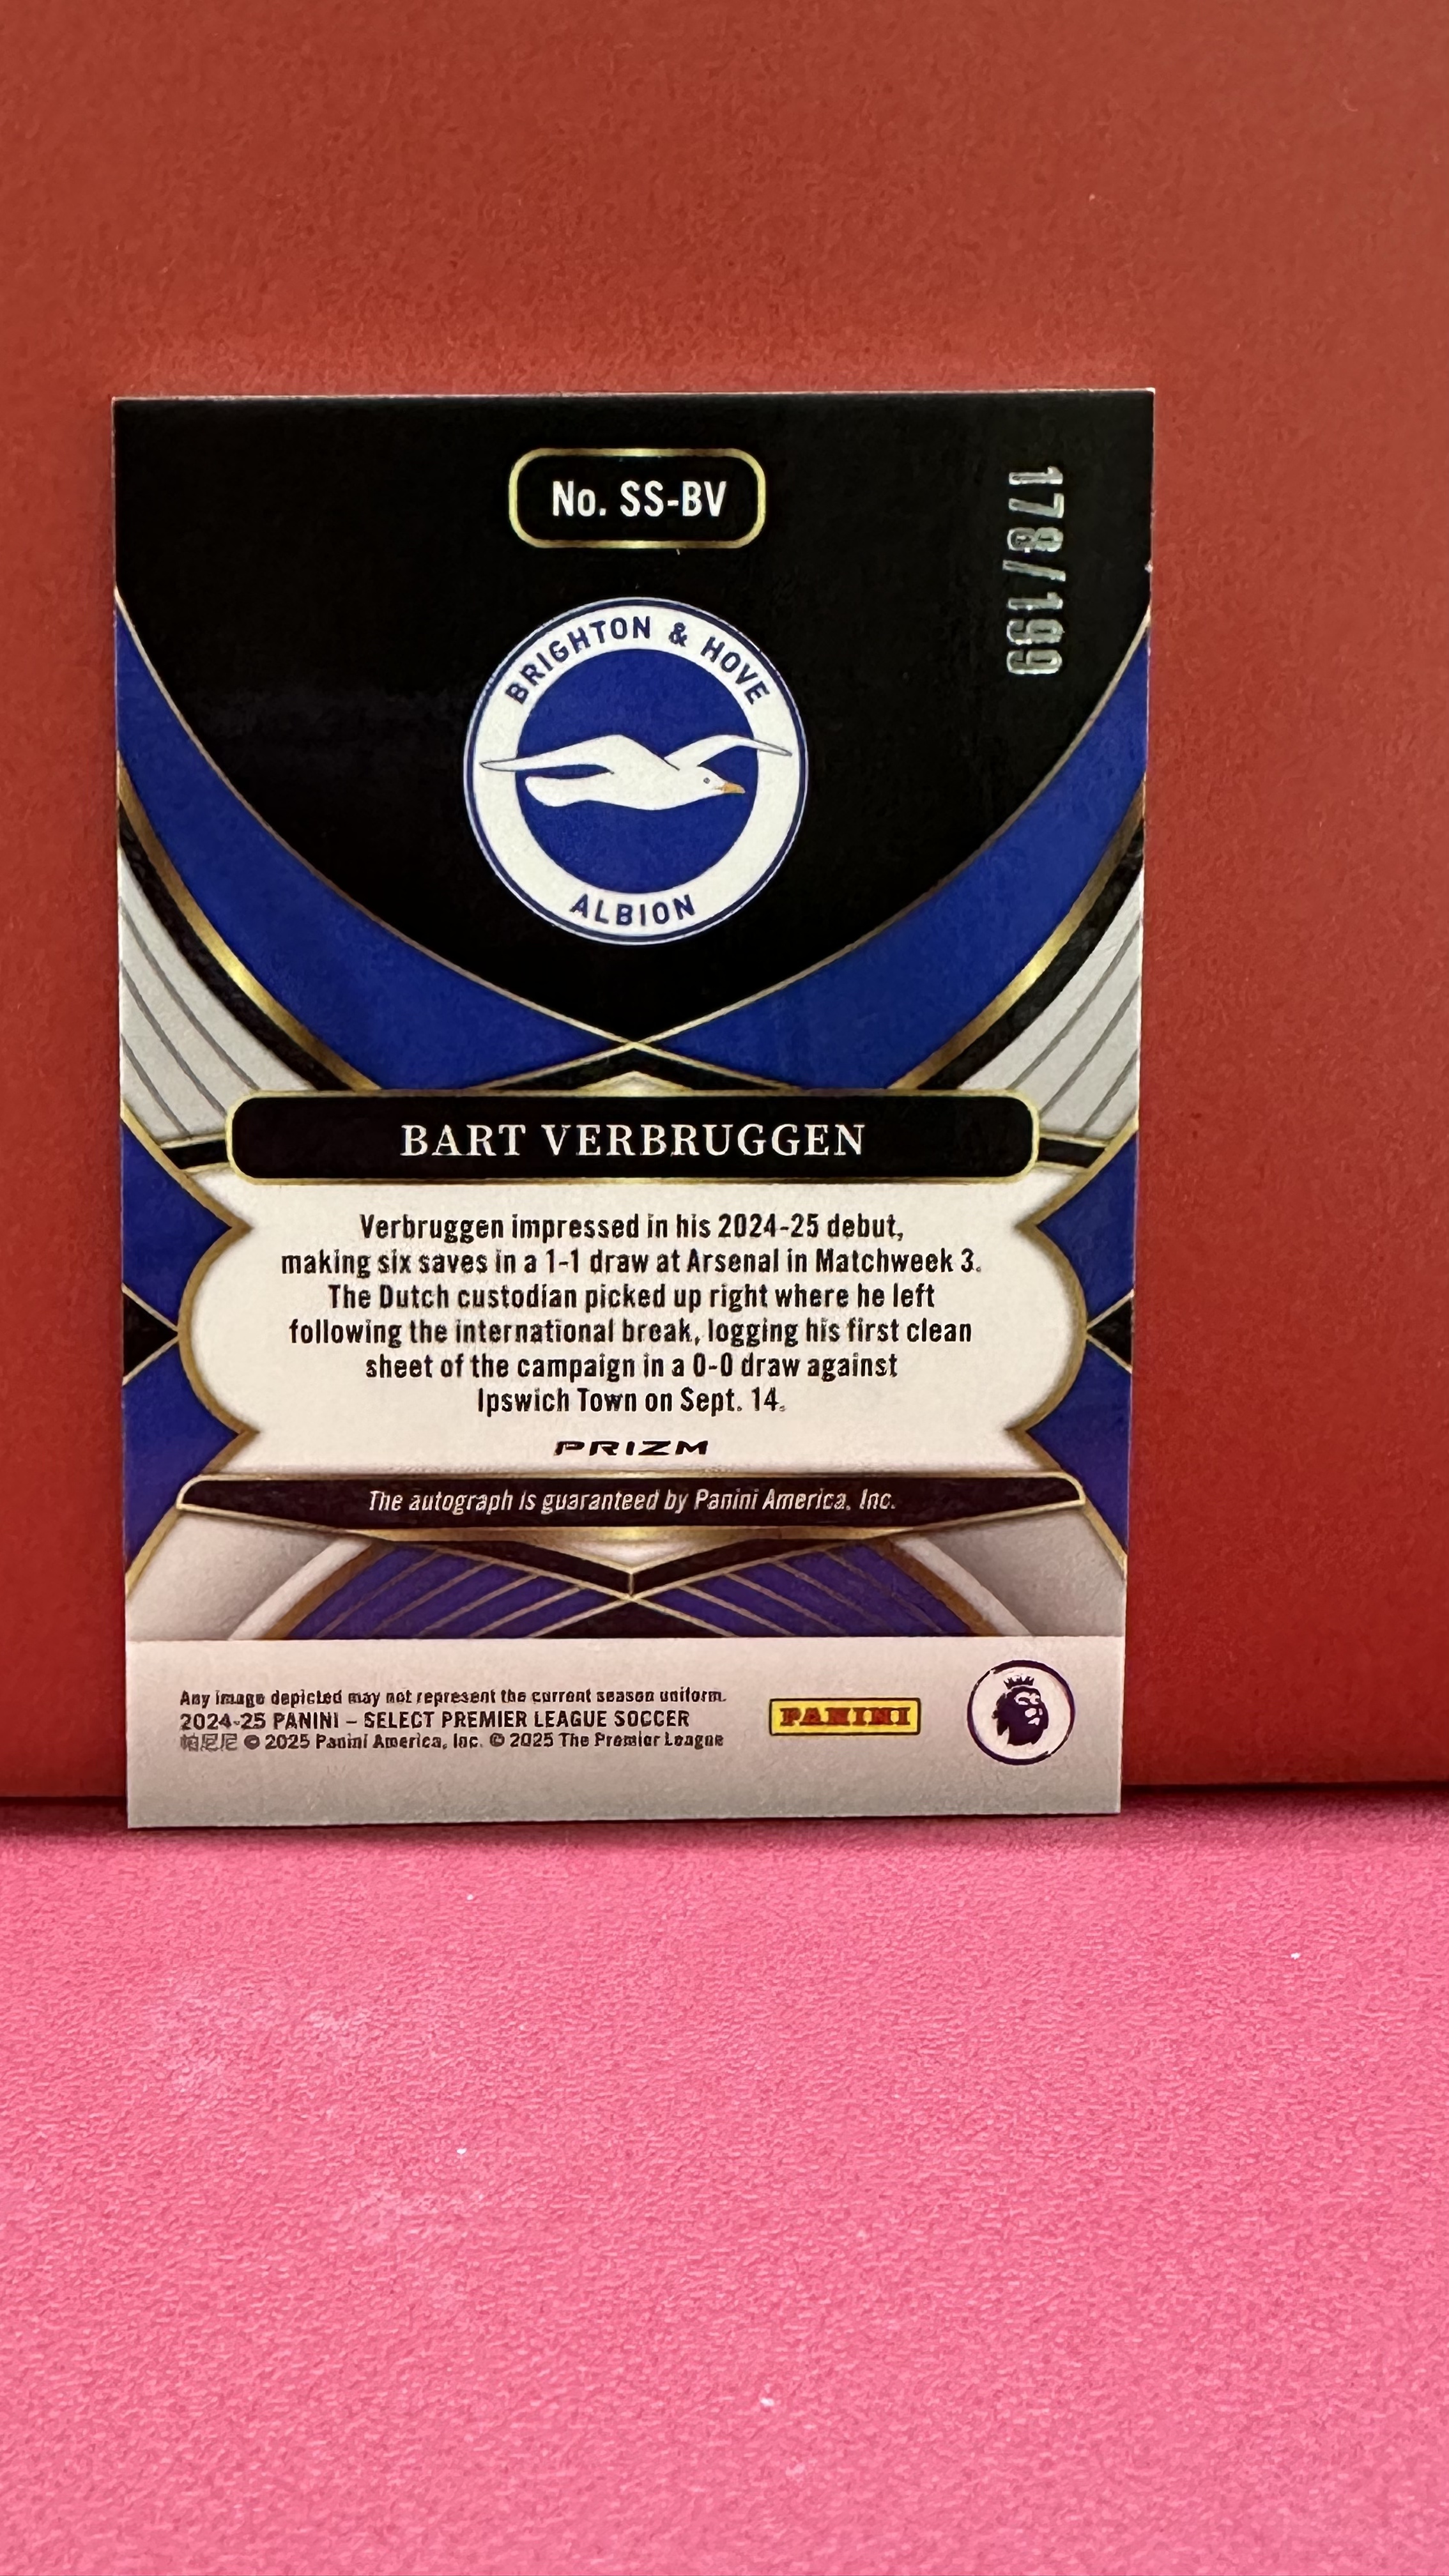 No. SS-BV
178/199
BRIGHTON & HOVE
ALBION
BART VERBRUGGEN
Verbruggen impressed in his 2024-25 debut,
making six saves in a 1-1 draw at Arsenal in Matchweek 3.
The Dutch custodian picked up right where he left
following the international break, logging his first clean
sheet of the campaign in a 0-0 draw against
Ipswich Town on Sept. 14.
PRIZM
The autograph is guaranteed by Panini America, Inc.
Any image depicted may not represent the current season uniform.
2024-25 PANINI – SELECT PREMIER LEAGUE SOCCER
帕尼尼 © 2025 Panini America, Inc. © 2025 The Premier League
PANINI